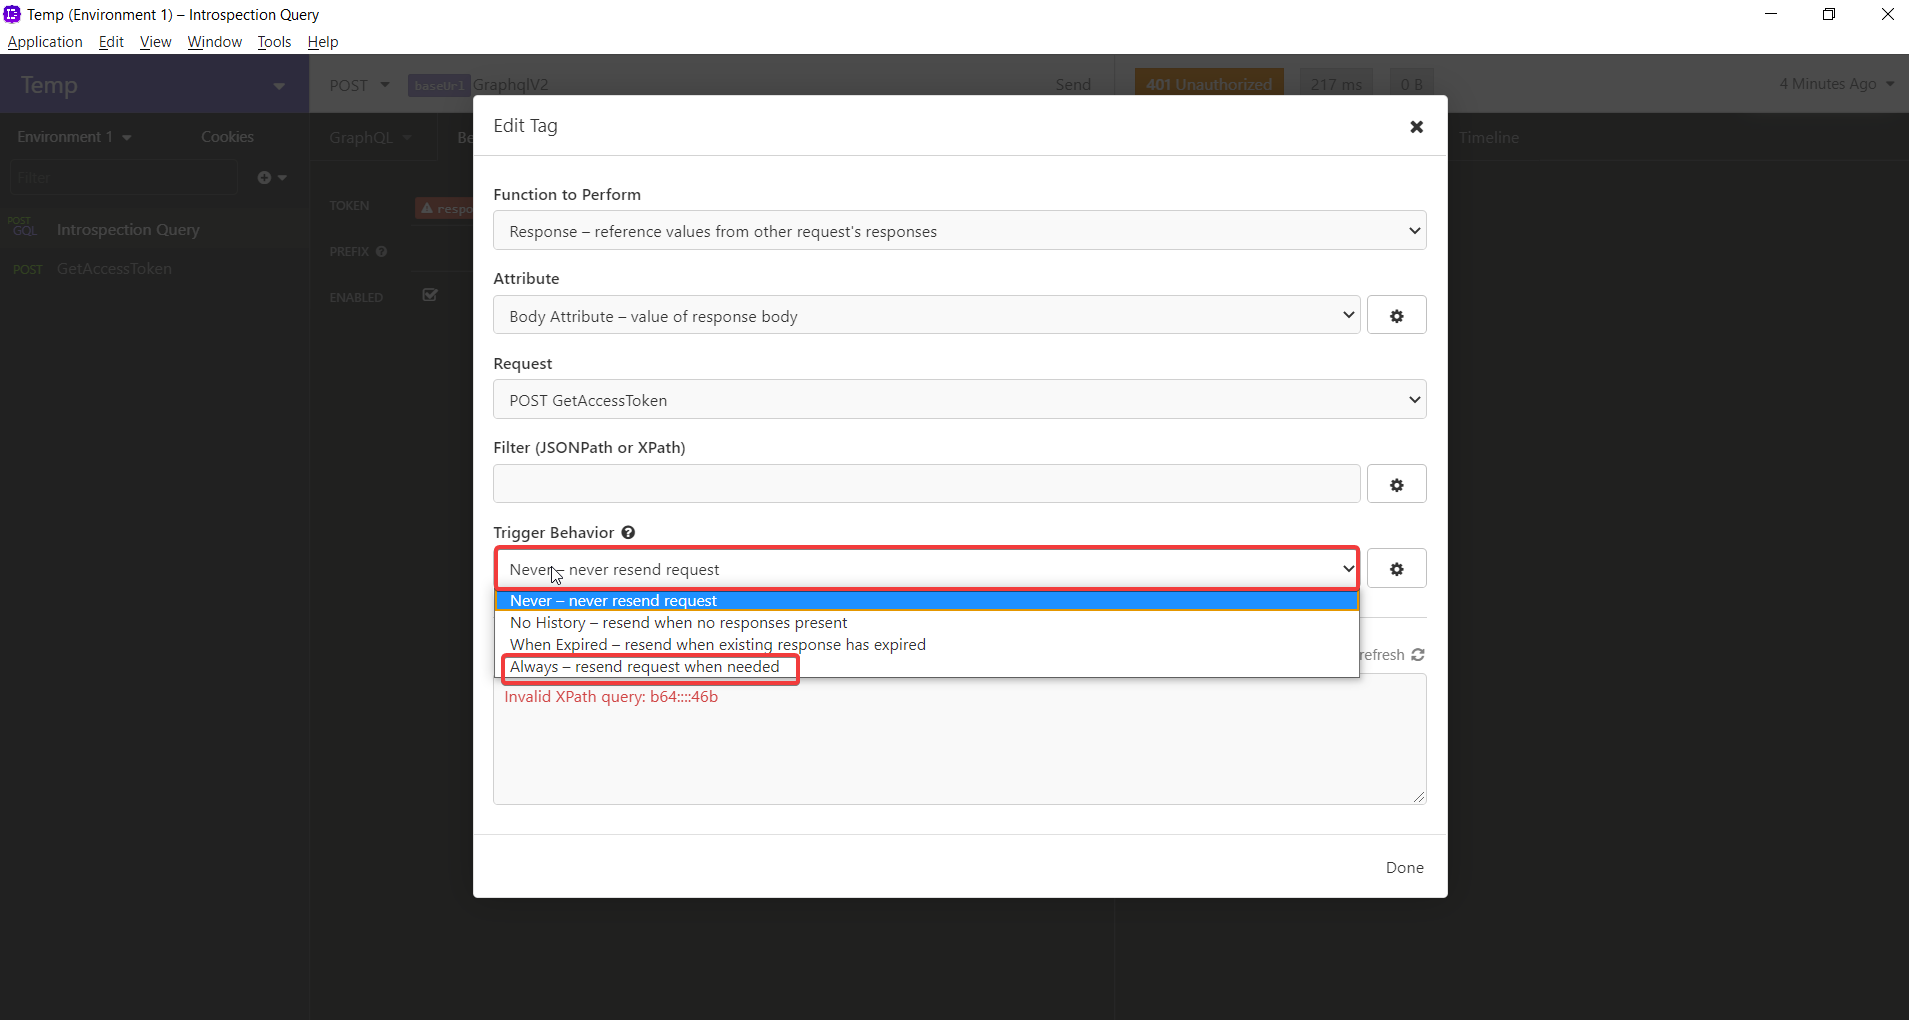 Temp (Environment 1) – Introspection Query
Application Edit View Window Tools Help
Temp
POST
baseUrl GraphqlV2
Send
401 Unauthorized
217 ms
0 B
4 Minutes Ago
Environment 1
Cookies
GraphQL
Be
Timeline
Filter
POST
GQL
Introspection Query
POST GetAccessToken
TOKEN
respo
PREFIX
ENABLED
Edit Tag
Function to Perform
Response – reference values from other request's responses
Attribute
Body Attribute – value of response body
Request
POST GetAccessToken
Filter (JSONPath or XPath)
Trigger Behavior
Never – never resend request
Never – never resend request
No History – resend when no responses present
When Expired – resend when existing response has expired
Always – resend request when needed
refresh
Invalid XPath query: b64::::46b
Done